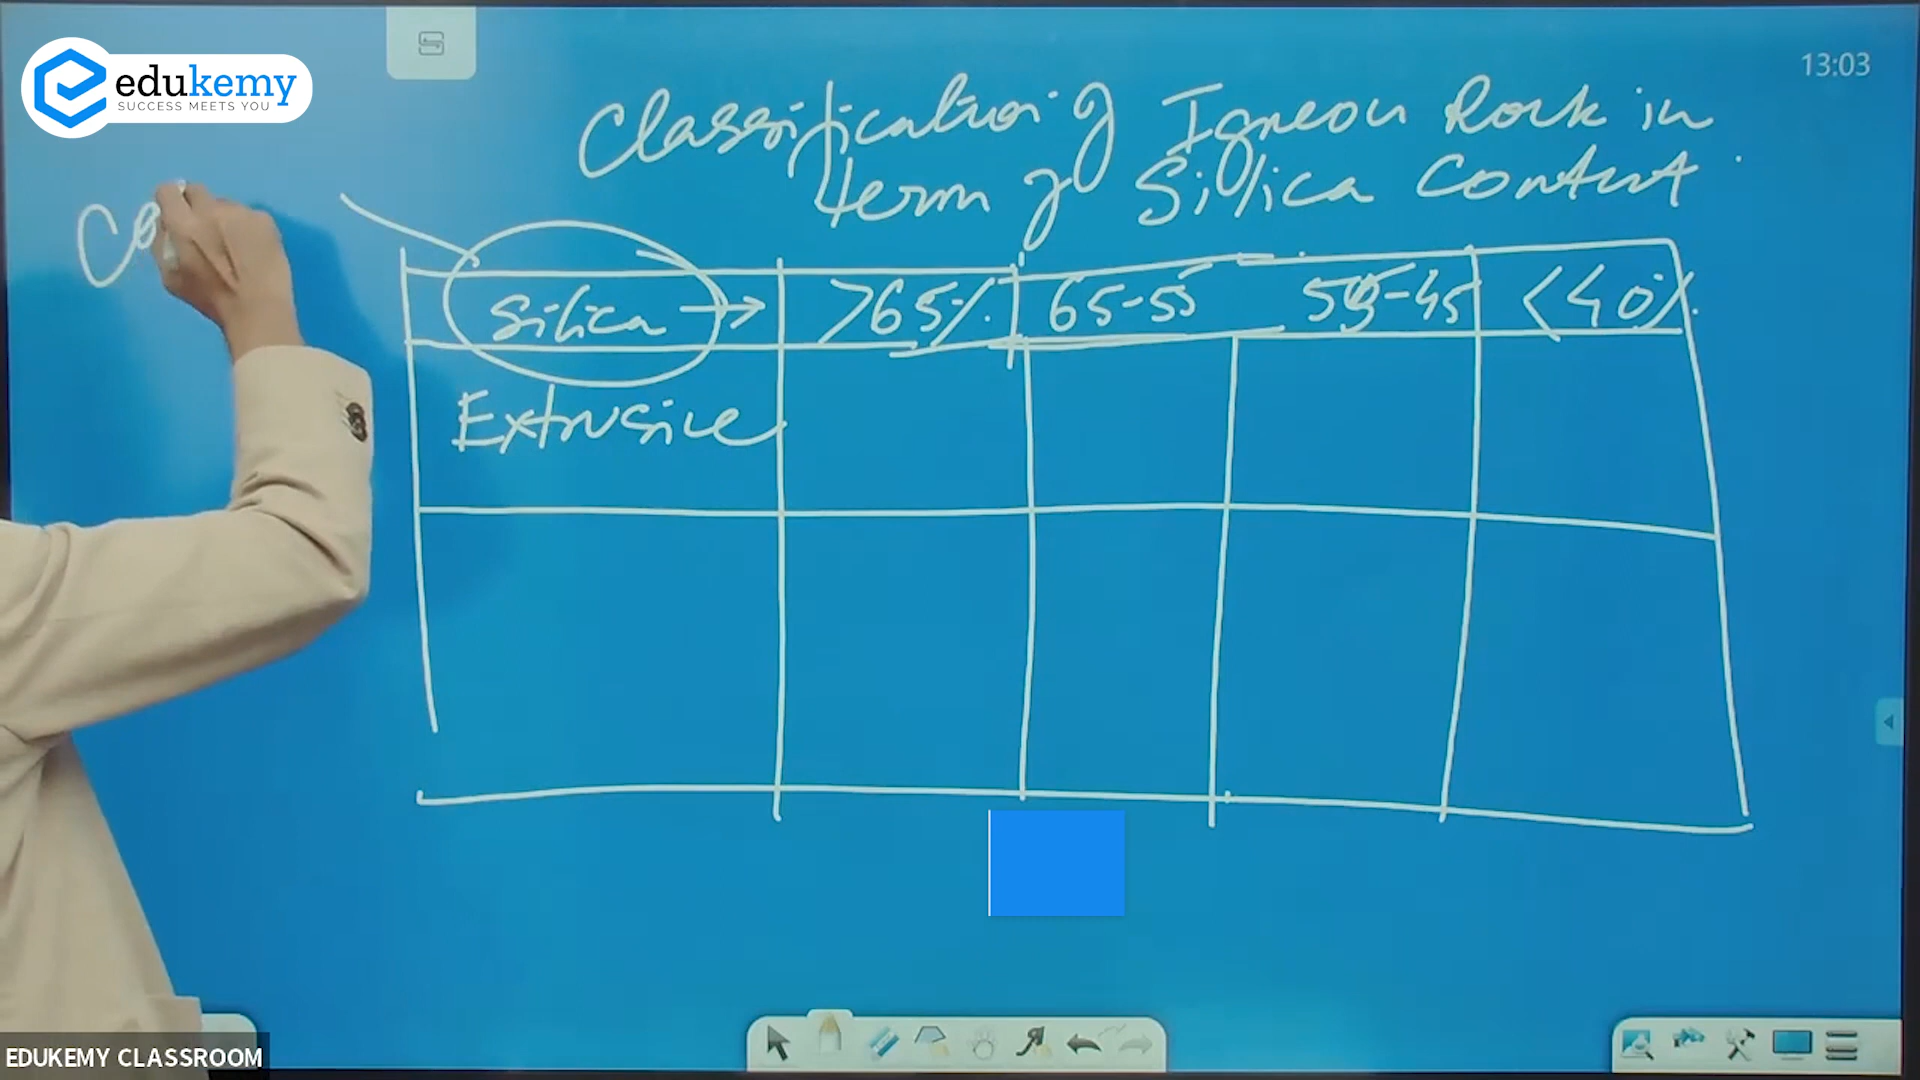 edukemy
SUCCESS MEETS YOU
13:03
Classification of Igneous Rock in
term of Silica Content
Co
Silica → >65% 65-55 55-45 <40%
Extrusive
EDUKEMY CLASSROOM